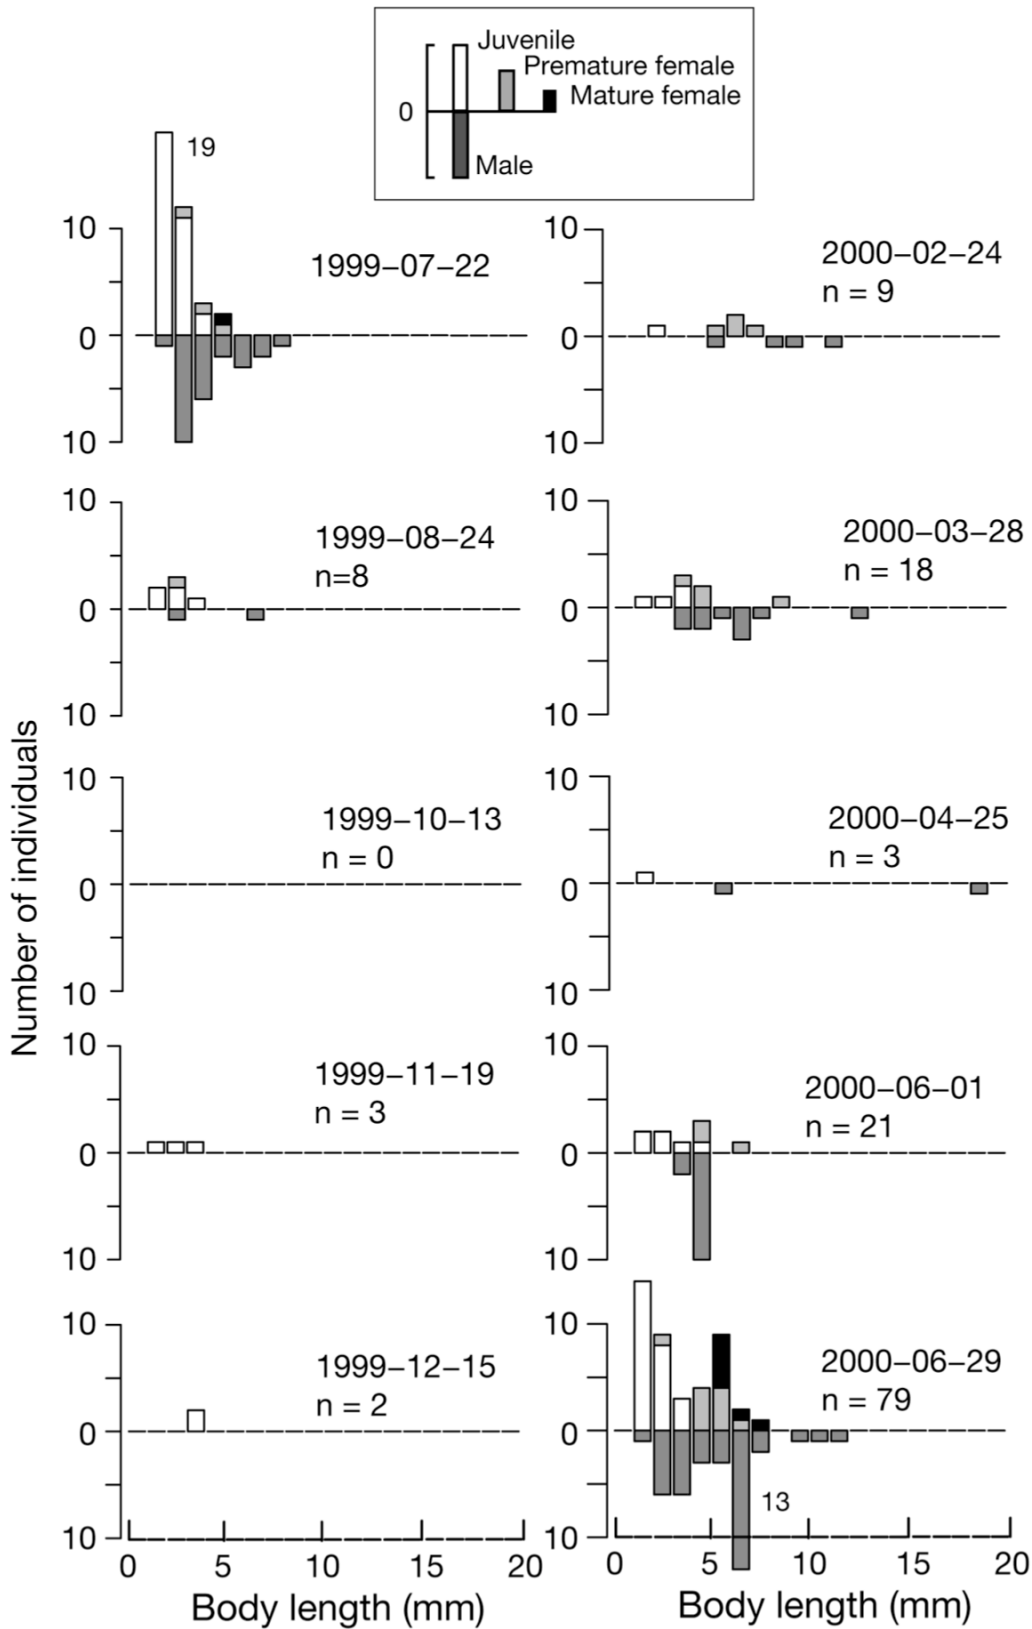 Juvenile
Premature female
Mature female
0
Male
19
10
0
10
1999–07–22
10
0
10
2000–02–24
n = 9
10
0
10
1999–08–24
n=8
10
0
10
2000–03–28
n = 18
10
0
10
1999–10–13
n = 0
10
0
10
2000–04–25
n = 3
10
0
10
1999–11–19
n = 3
10
0
10
2000–06–01
n = 21
10
0
10
1999–12–15
n = 2
10
0
10
2000–06–29
n = 79
13
0 5 10 15 20
0 5 10 15 20
Body length (mm)
Body length (mm)
Number of individuals